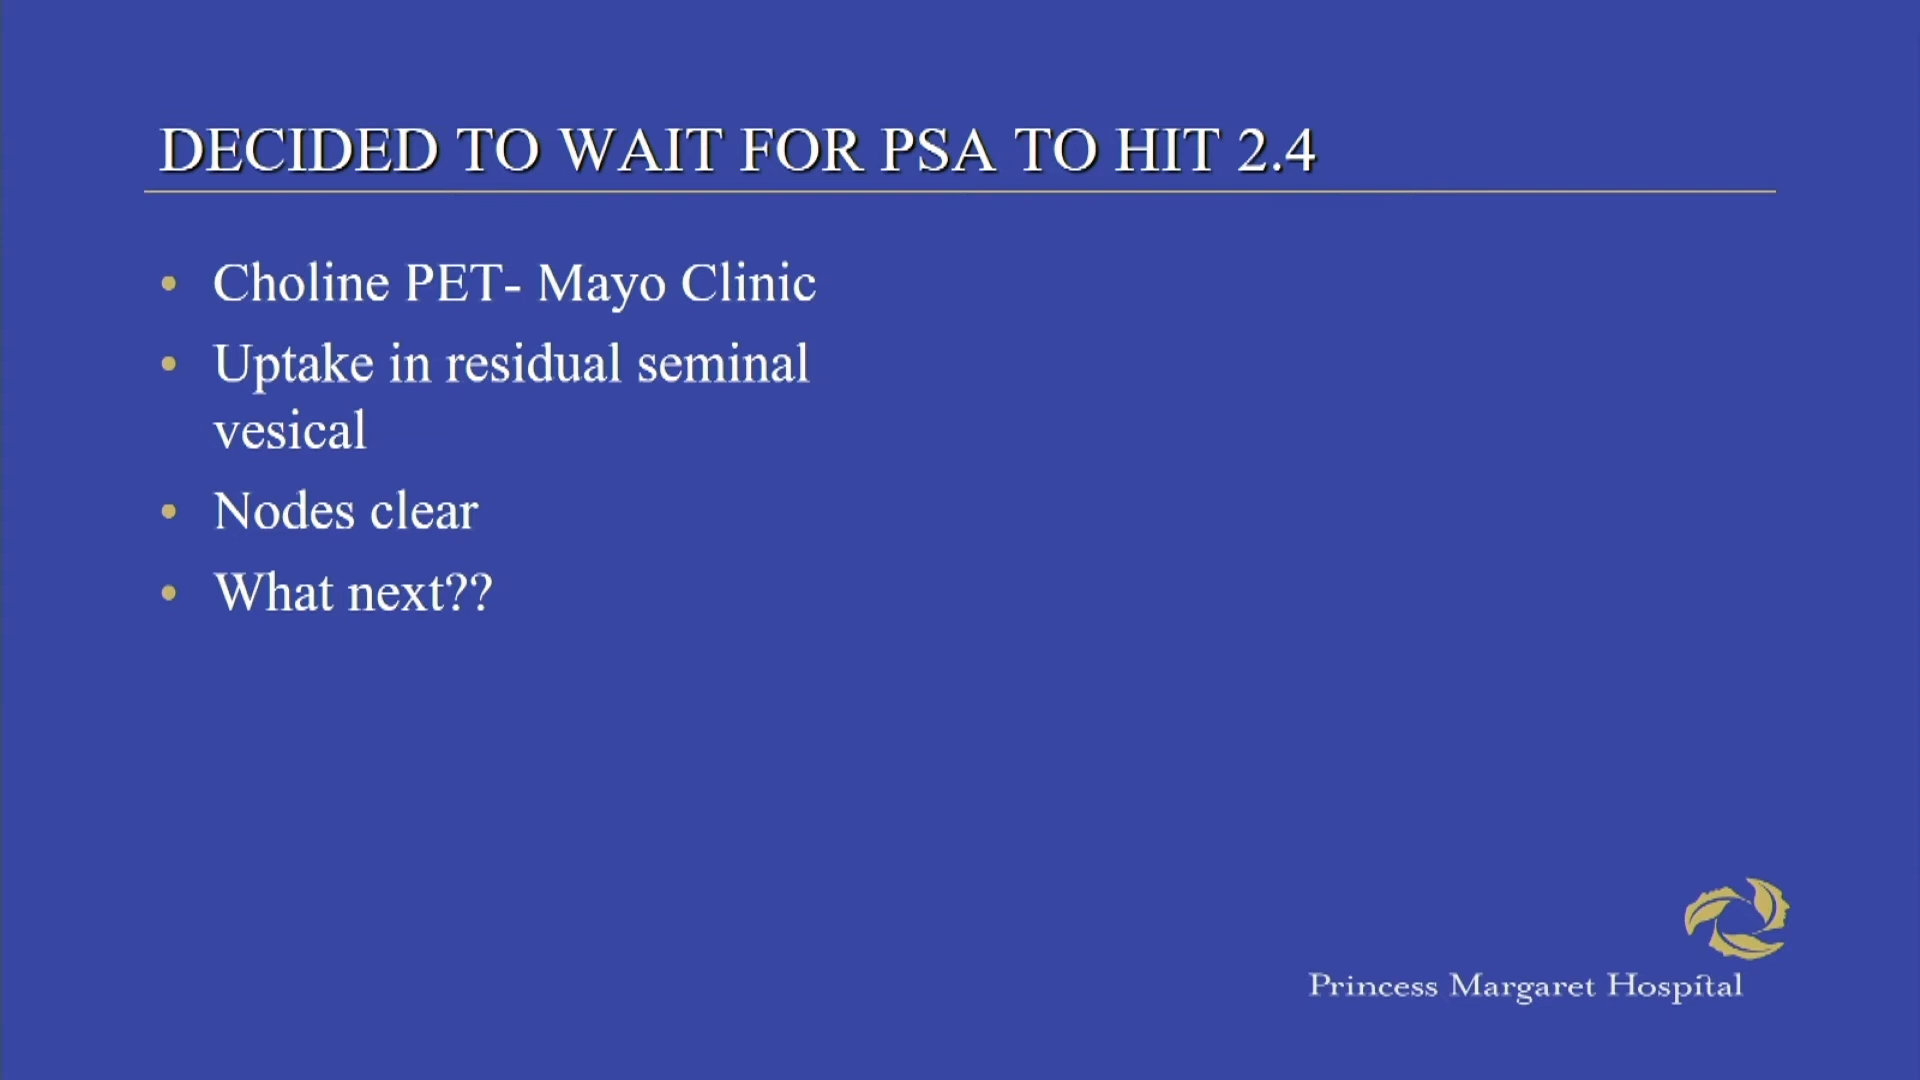 DECIDED TO WAIT FOR PSA TO HIT 2.4
• Choline PET- Mayo Clinic
• Uptake in residual seminal
vesical
• Nodes clear
• What next??
Princess Margaret Hospital